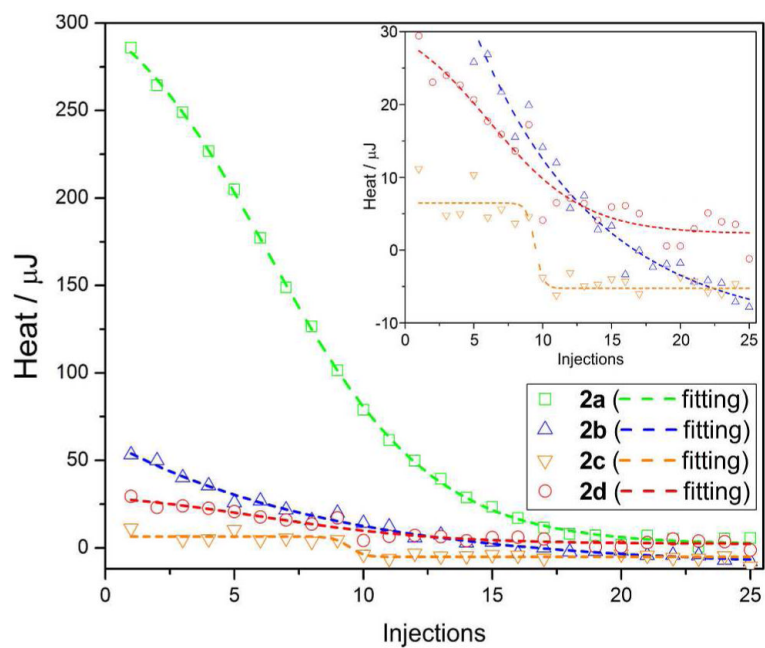 300
250
200
150
100
50
0
Heat / μJ
0 5 10 15 20 25
Injections
30
20
10
0
-10
Heat / μJ
0 5 10 15 20 25
Injections
2a ( fitting)
2b ( fitting)
2c ( fitting)
2d ( fitting)